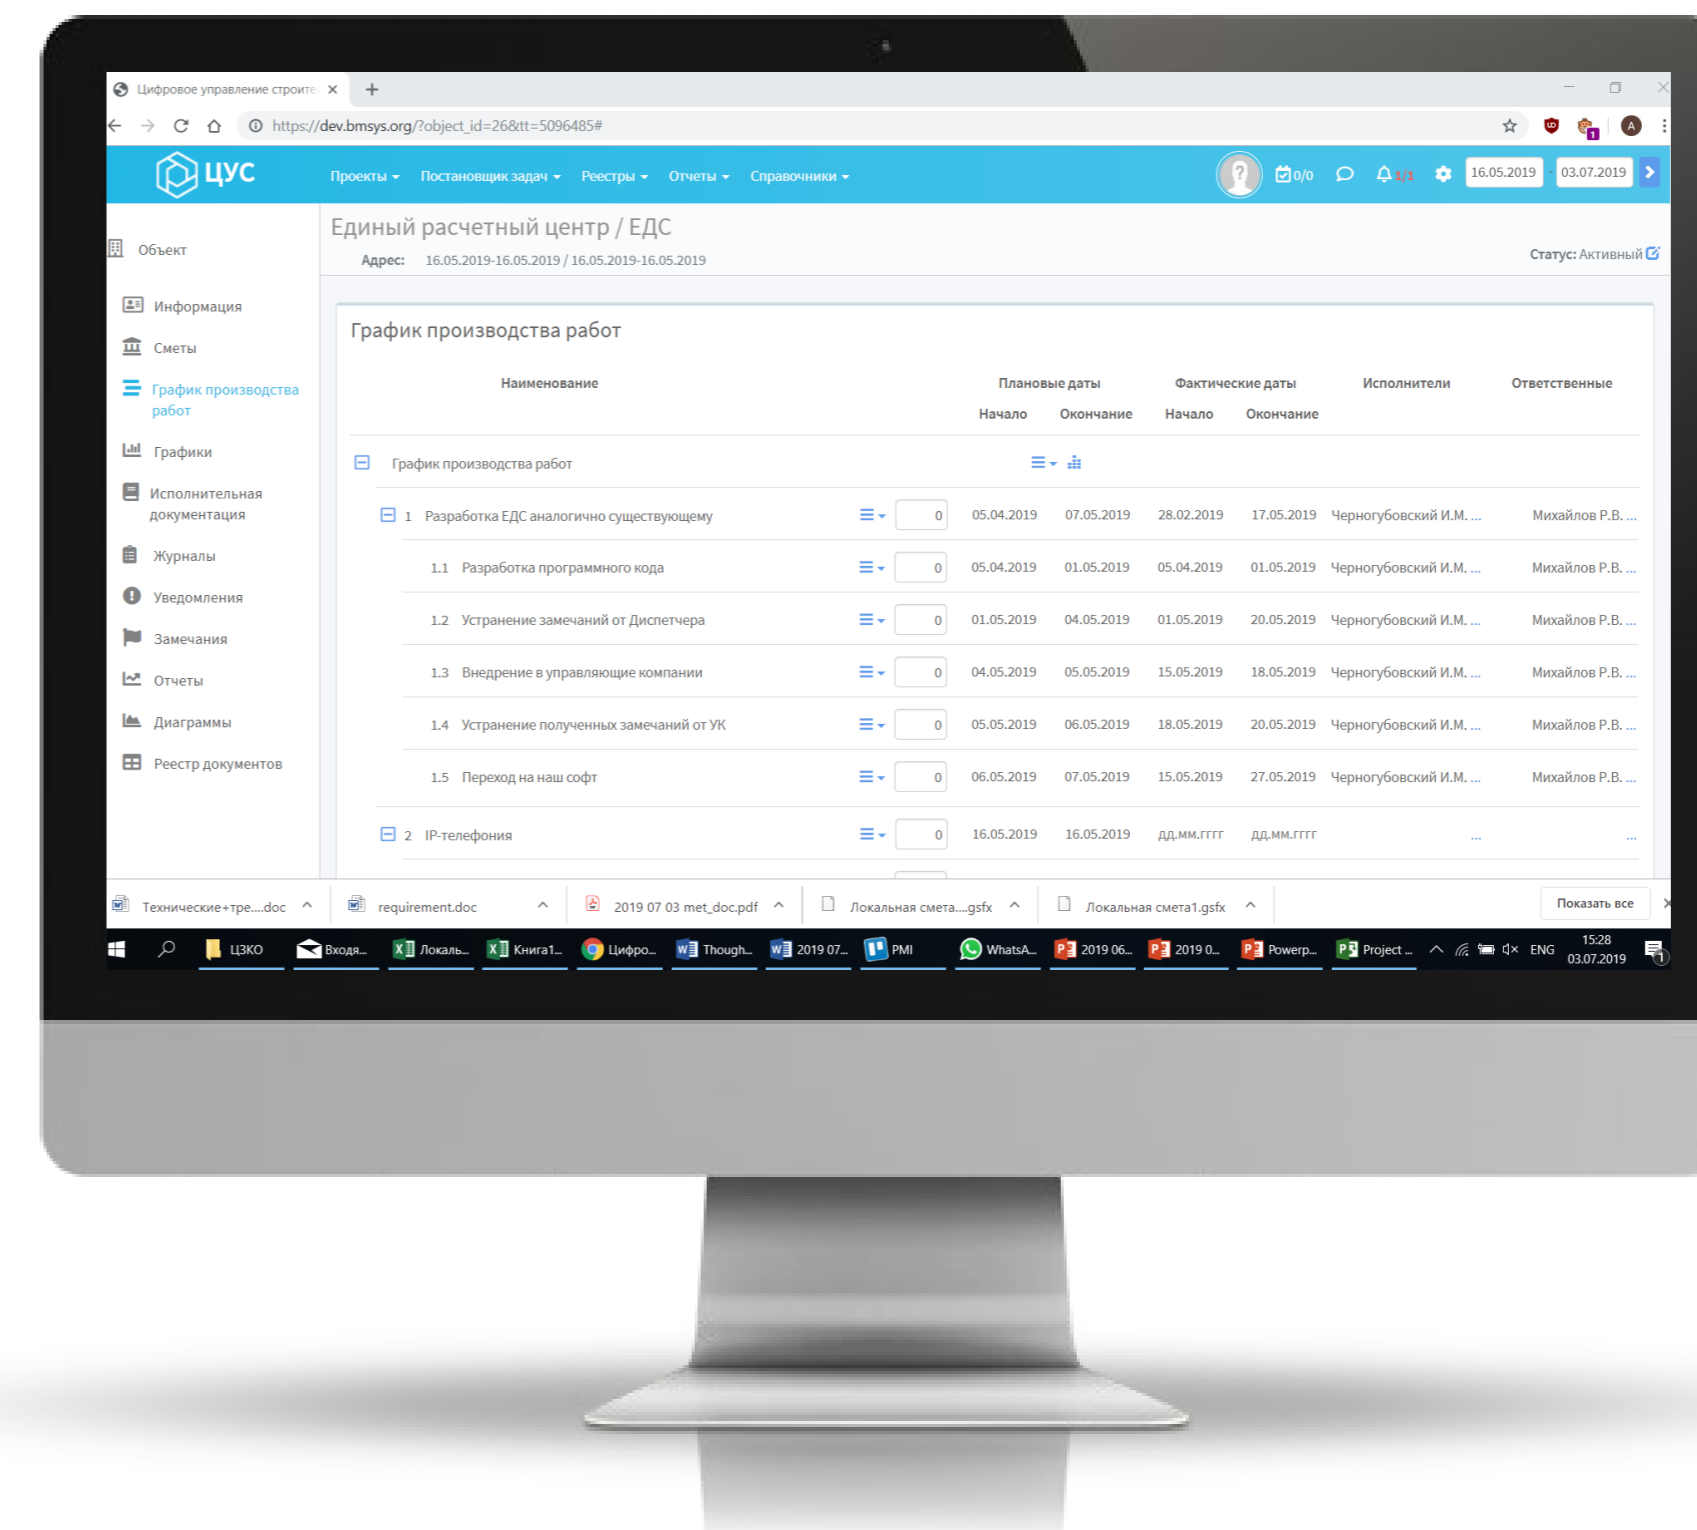 Цифровое управление строите
https://dev.bmsys.org/?object_id=26&tt=5096485#
A
1
ЦУС
Проекты
Постановщик задач
Реестры
Отчеты
Справочники
?
0/0
1/1
16.05.2019 - 03.07.2019
Объект
Информация
Сметы
График производства
работ
Графики
Исполнительная
документация
Журналы
Уведомления
Замечания
Отчеты
Диаграммы
Реестр документов
Единый расчетный центр / ЕДС
Адрес: 16.05.2019-16.05.2019 / 16.05.2019-16.05.2019
Статус: Активный
График производства работ
Наименование Плановые даты Фактические даты Исполнители Ответственные
Начало Окончание Начало Окончание
График производства работ
1 Разработка ЕДС аналогично существующему 0 05.04.2019 07.05.2019 28.02.2019 17.05.2019 Черногубовский И.М. ... Михайлов Р.В. ...
1.1 Разработка программного кода 0 05.04.2019 01.05.2019 05.04.2019 01.05.2019 Черногубовский И.М. ... Михайлов Р.В. ...
1.2 Устранение замечаний от Диспетчера 0 01.05.2019 04.05.2019 01.05.2019 20.05.2019 Черногубовский И.М. ... Михайлов Р.В. ...
1.3 Внедрение в управляющие компании 0 04.05.2019 05.05.2019 15.05.2019 18.05.2019 Черногубовский И.М. ... Михайлов Р.В. ...
1.4 Устранение полученных замечаний от УК 0 05.05.2019 06.05.2019 18.05.2019 20.05.2019 Черногубовский И.М. ... Михайлов Р.В. ...
1.5 Переход на наш софт 0 06.05.2019 07.05.2019 15.05.2019 27.05.2019 Черногубовский И.М. ... Михайлов Р.В. ...
2 IP-телефония 0 16.05.2019 16.05.2019 дд.мм.гггг дд.мм.гггг ... ...
Технические+тре....doc
requirement.doc
2019 07 03 met_doc.pdf
Локальная смета....gsfx
Локальная смета1.gsfx
Показать все
ЦЗКО
Входя...
Локаль...
Книга1...
Цифро...
Though...
2019 07...
PMI
WhatsA...
2019 06...
2019 0...
Powerp...
Project ...
ENG
15:28
03.07.2019
1